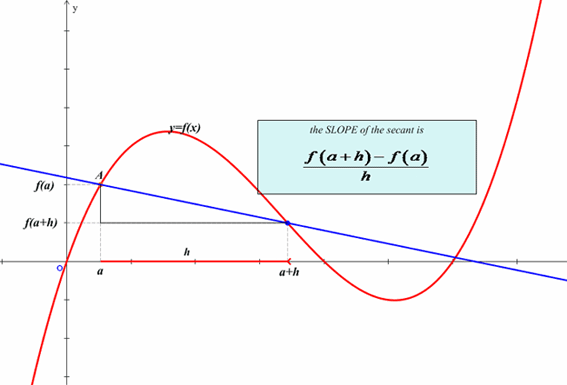 y
y=f(x)
the SLOPE of the secant is
f(a+h)−f(a)
h
A
f(a)
f(a+h)
h
O
a
a+h